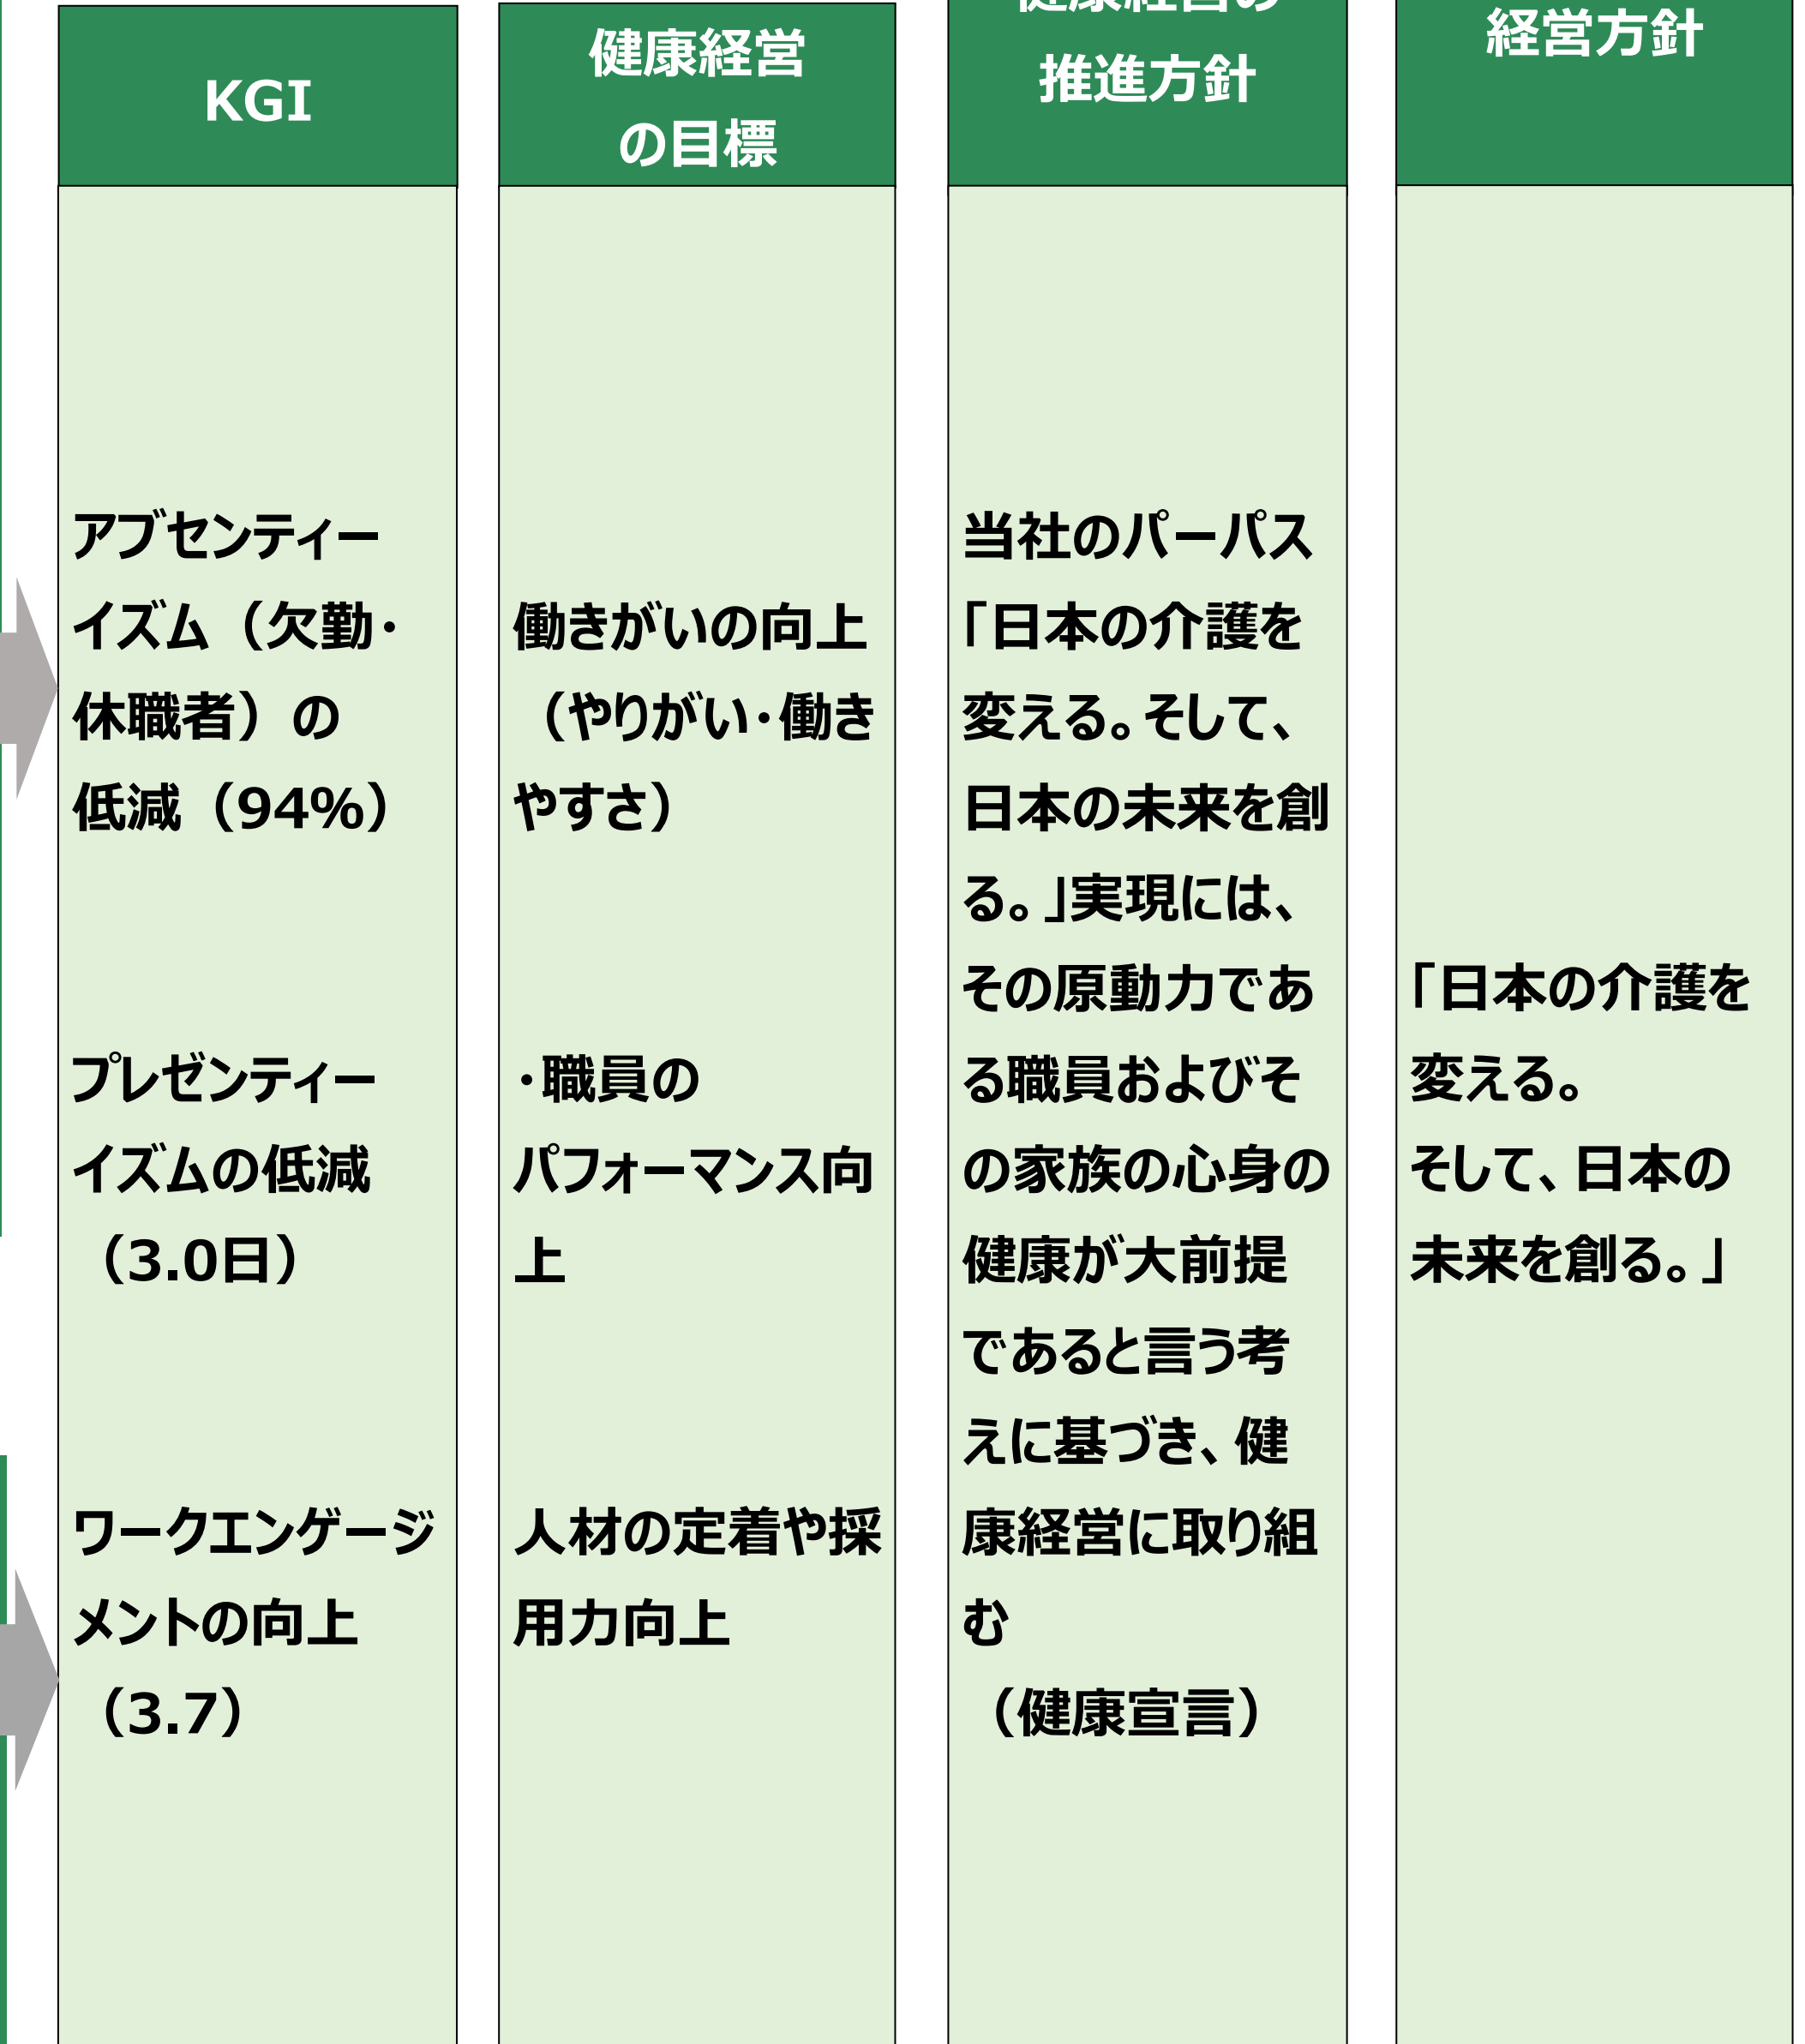 KGI
アブセンティー
イズム（欠勤・
休職者）の
低減（94%）
プレゼンティー
イズムの低減
（3.0日）
ワークエンゲージ
メントの向上
（3.7）
健康経営
の目標
働きがいの向上
（やりがい・働き
やすさ）
・職員の
パフォーマンス向
上
人材の定着や採
用力向上
健康経営の
推進方針
当社のパーパス
「日本の介護を
変える。そして、
日本の未来を創
る。」実現には、
その原動力であ
る職員およびそ
の家族の心身の
健康が大前提
であると言う考
えに基づき、健
康経営に取り組
む
（健康宣言）
経営方針
「日本の介護を
変える。
そして、日本の
未来を創る。」